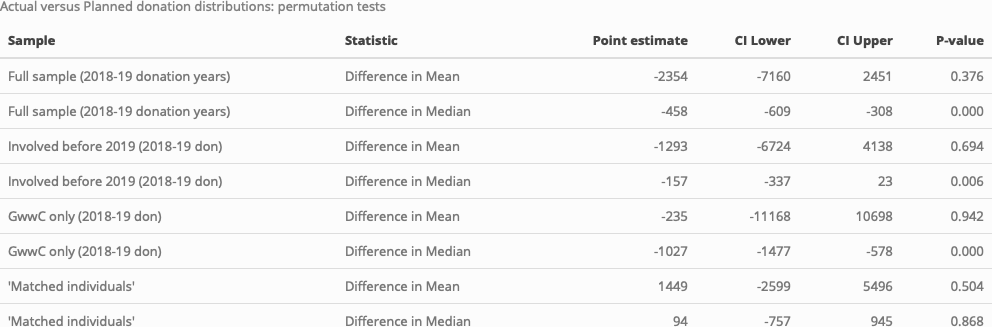 Actual versus Planned donation distributions: permutation tests
Sample Statistic Point estimate CI Lower CI Upper P-value
Full sample (2018-19 donation years) Difference in Mean -2354 -7160 2451 0.376
Full sample (2018-19 donation years) Difference in Median -458 -609 -308 0.000
Involved before 2019 (2018-19 don) Difference in Mean -1293 -6724 4138 0.694
Involved before 2019 (2018-19 don) Difference in Median -157 -337 23 0.006
GwwC only (2018-19 don) Difference in Mean -235 -11168 10698 0.942
GwwC only (2018-19 don) Difference in Median -1027 -1477 -578 0.000
'Matched individuals' Difference in Mean 1449 -2599 5496 0.504
'Matched individuals' Difference in Median 94 -757 945 0.868